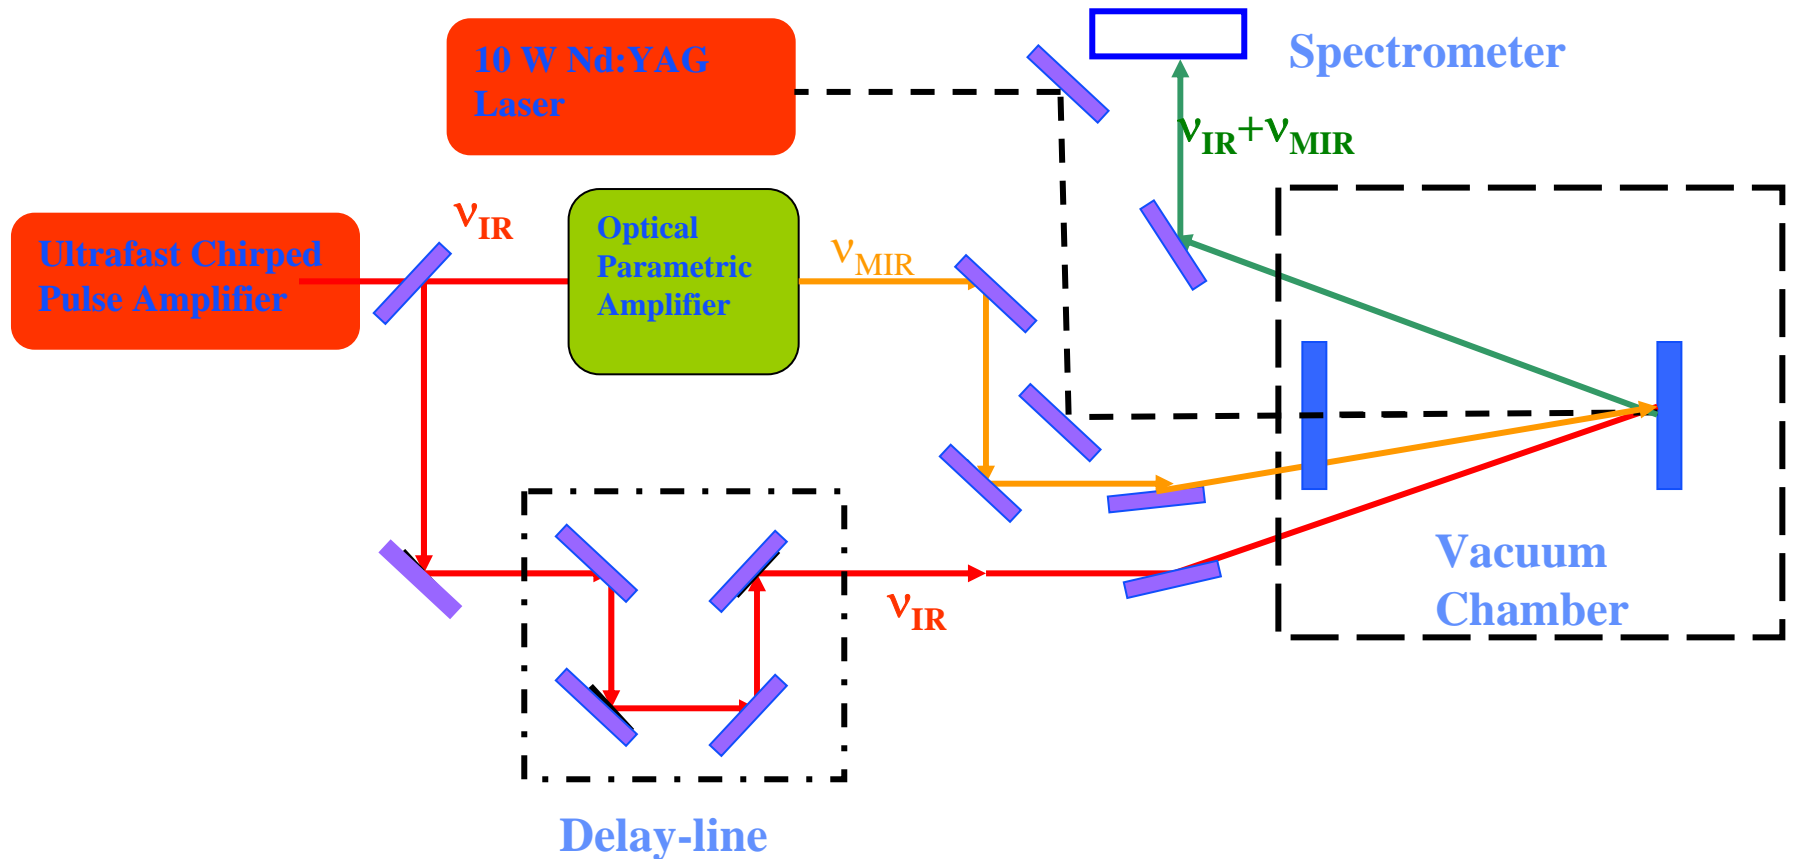 10 W Nd:YAG
Laser
Spectrometer
νIR+νMIR
Ultrafast Chirped
Pulse Amplifier
νIR
Optical
Parametric
Amplifier
νMIR
νIR
Vacuum
Chamber
Delay-line